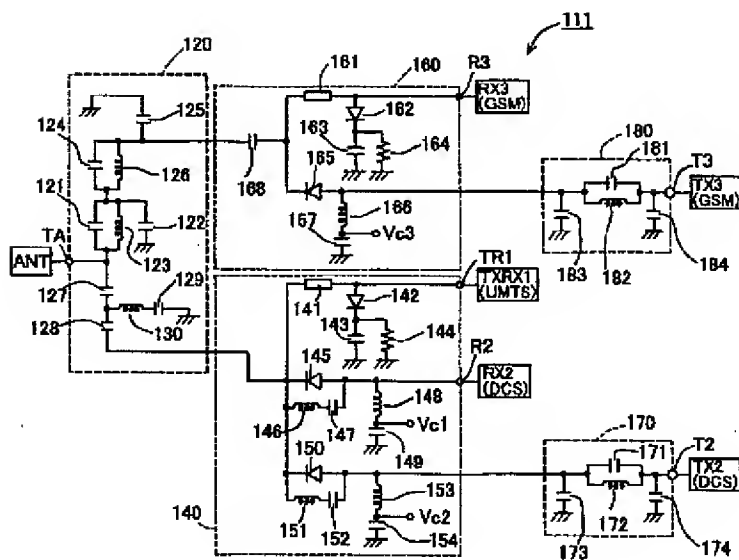 111
120
125
124
126
121
122
TA
123
ANT
127
129
128
130
160
161
R3
RX3
(GSM)
162
163
164
165
168
166
167
Vc3
180
181
T3
TX3
(GSM)
182
183
184
TR1
TXRX1
(UMTS)
141
142
143
144
R2
RX2
(DCS)
145
146
147
148
Vc1
149
150
140
151
152
153
Vc2
154
170
171
T2
TX2
(DCS)
172
173
174